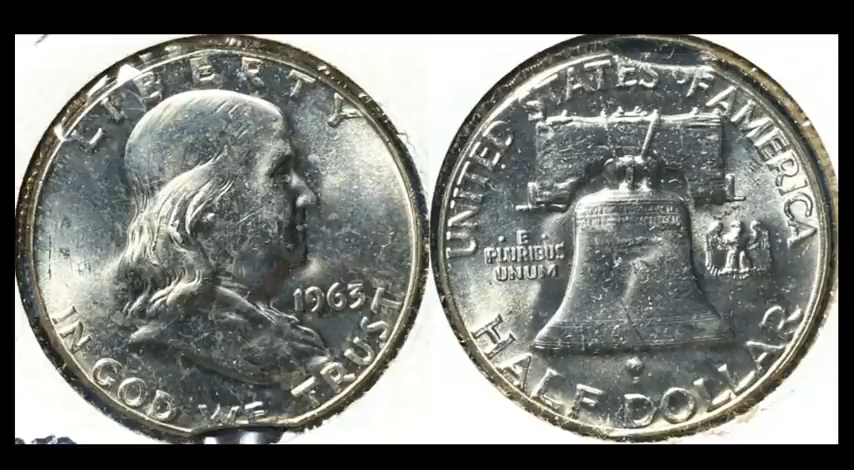 LIBERTY
1963
IN GOD WE TRUST
UNITED STATES OF AMERICA
E
PLURIBUS
UNUM
HALF DOLLAR